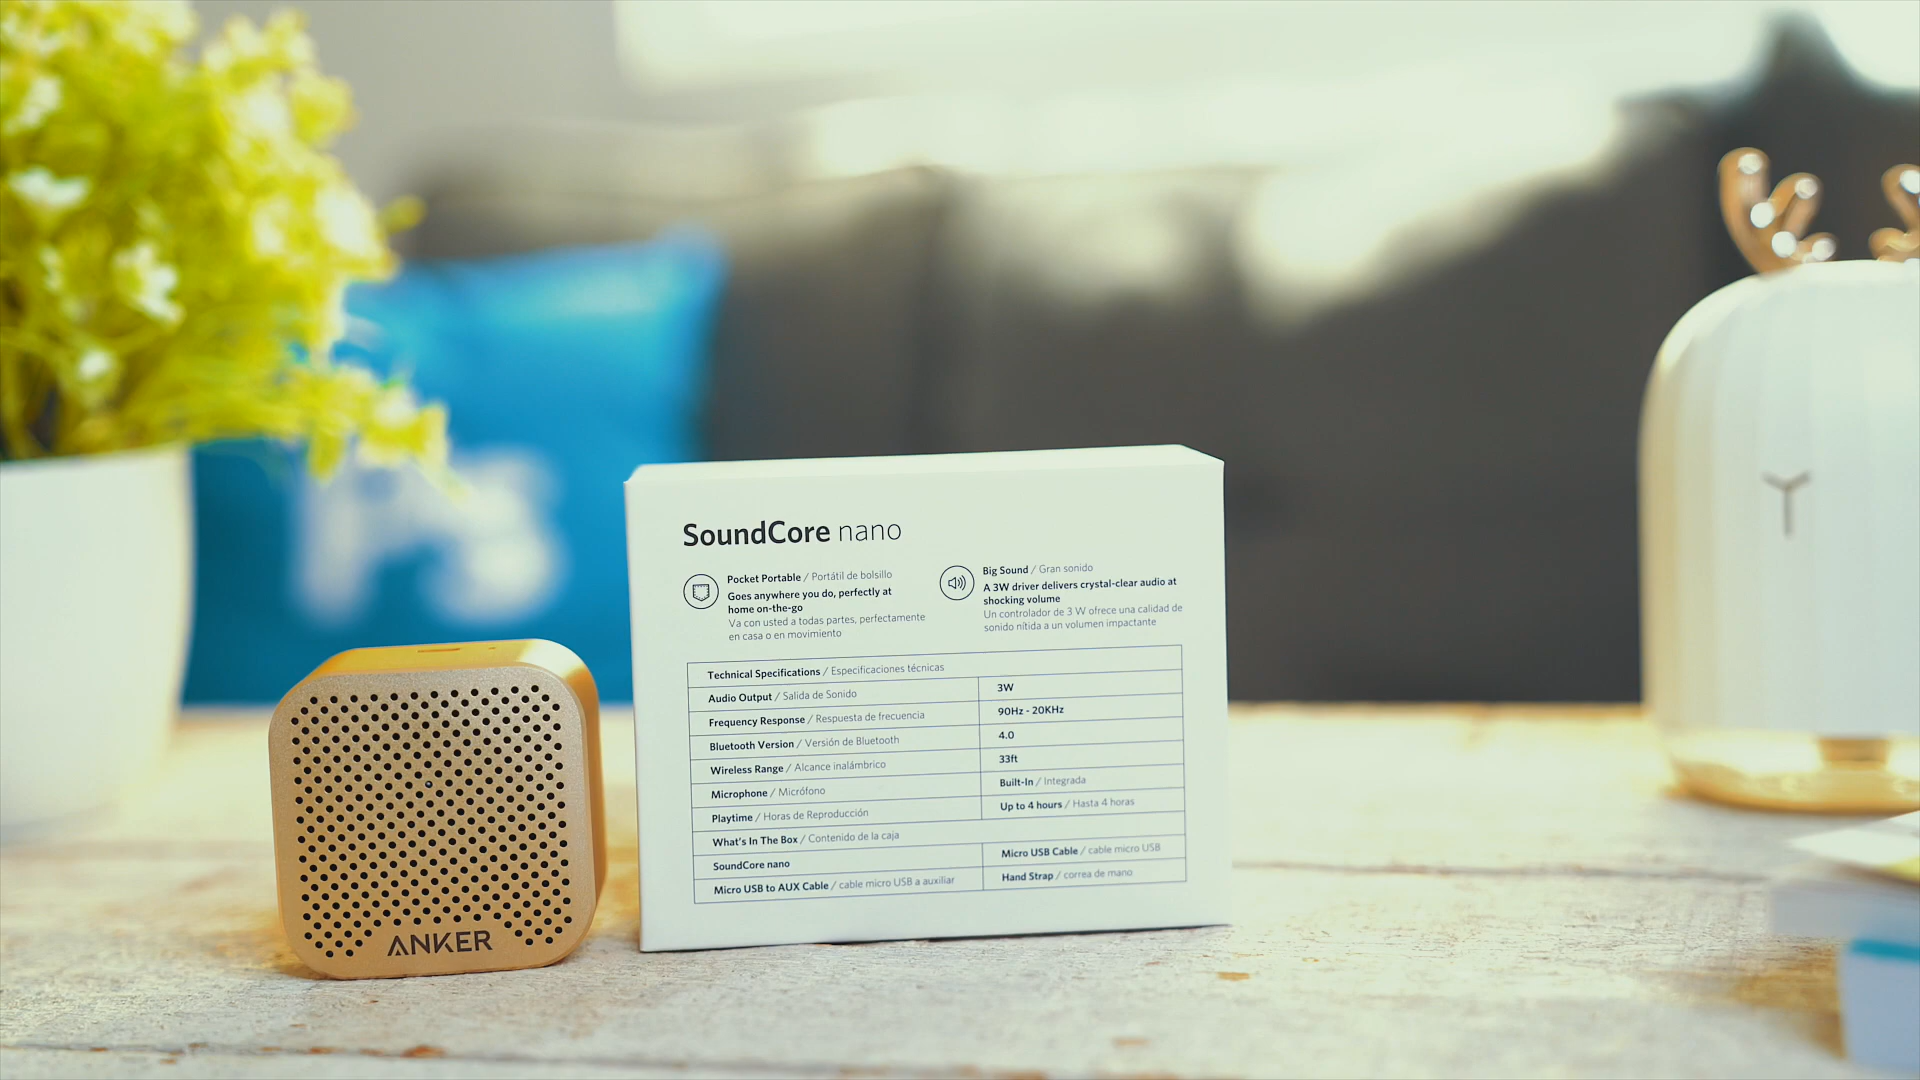 SoundCore nano
Pocket Portable / Portátil de bolsillo
Goes anywhere you do, perfectly at
home on-the-go
Va con usted a todas partes, perfectamente
en casa o en movimiento
Big Sound / Gran sonido
A 3W driver delivers crystal-clear audio at
shocking volume
Un controlador de 3 W ofrece una calidad de
sonido nítida a un volumen impactante
Technical Specifications / Especificaciones técnicas
Audio Output / Salida de Sonido 3W
Frequency Response / Respuesta de frecuencia 90Hz - 20KHz
Bluetooth Version / Versión de Bluetooth 4.0
Wireless Range / Alcance inalámbrico 33ft
Microphone / Micrófono Built-In / Integrada
Playtime / Horas de Reproducción Up to 4 hours / Hasta 4 horas
What's In The Box / Contenido de la caja
SoundCore nano Micro USB Cable / cable micro USB
Micro USB to AUX Cable / cable micro USB a auxiliar Hand Strap / correa de mano
ANKER